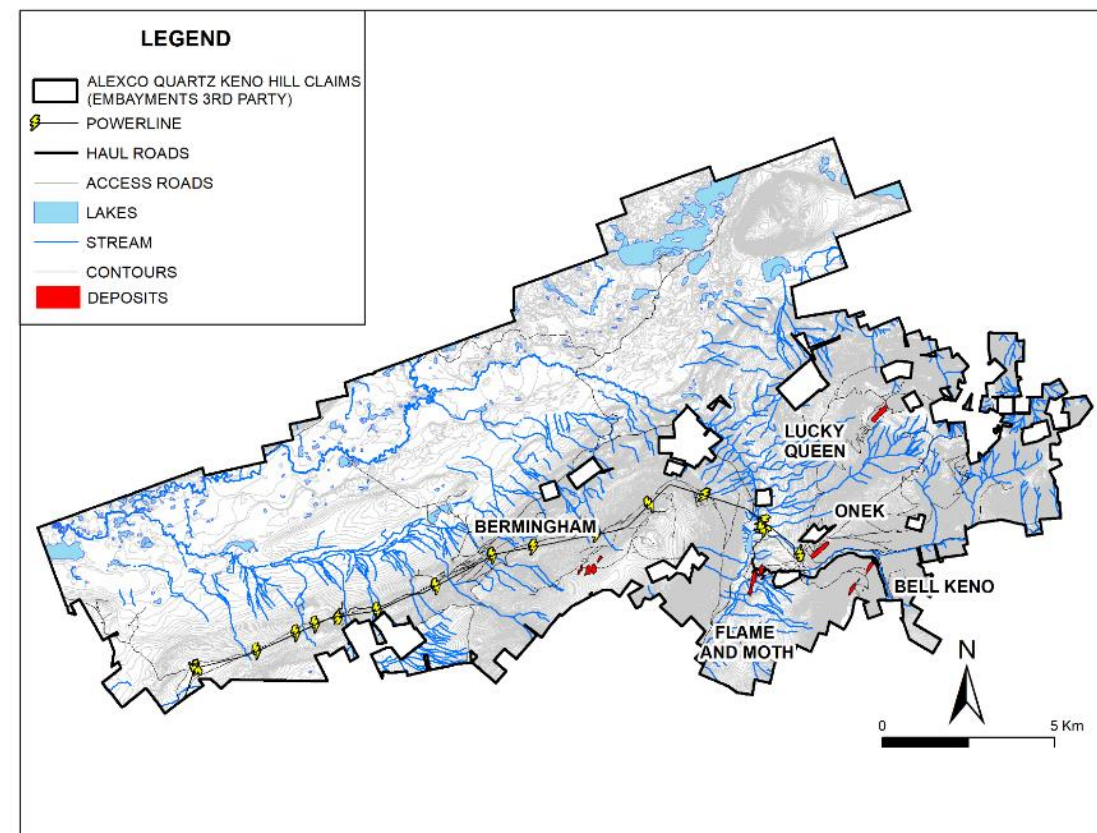 LEGEND
ALEXCO QUARTZ KENO HILL CLAIMS
(EMBAYMENTS 3RD PARTY)
POWERLINE
HAUL ROADS
ACCESS ROADS
LAKES
STREAM
CONTOURS
DEPOSITS
LUCKY
QUEEN
ONEK
BERMINGHAM
BELL KENO
FLAME
AND MOTH
N
0 5 Km